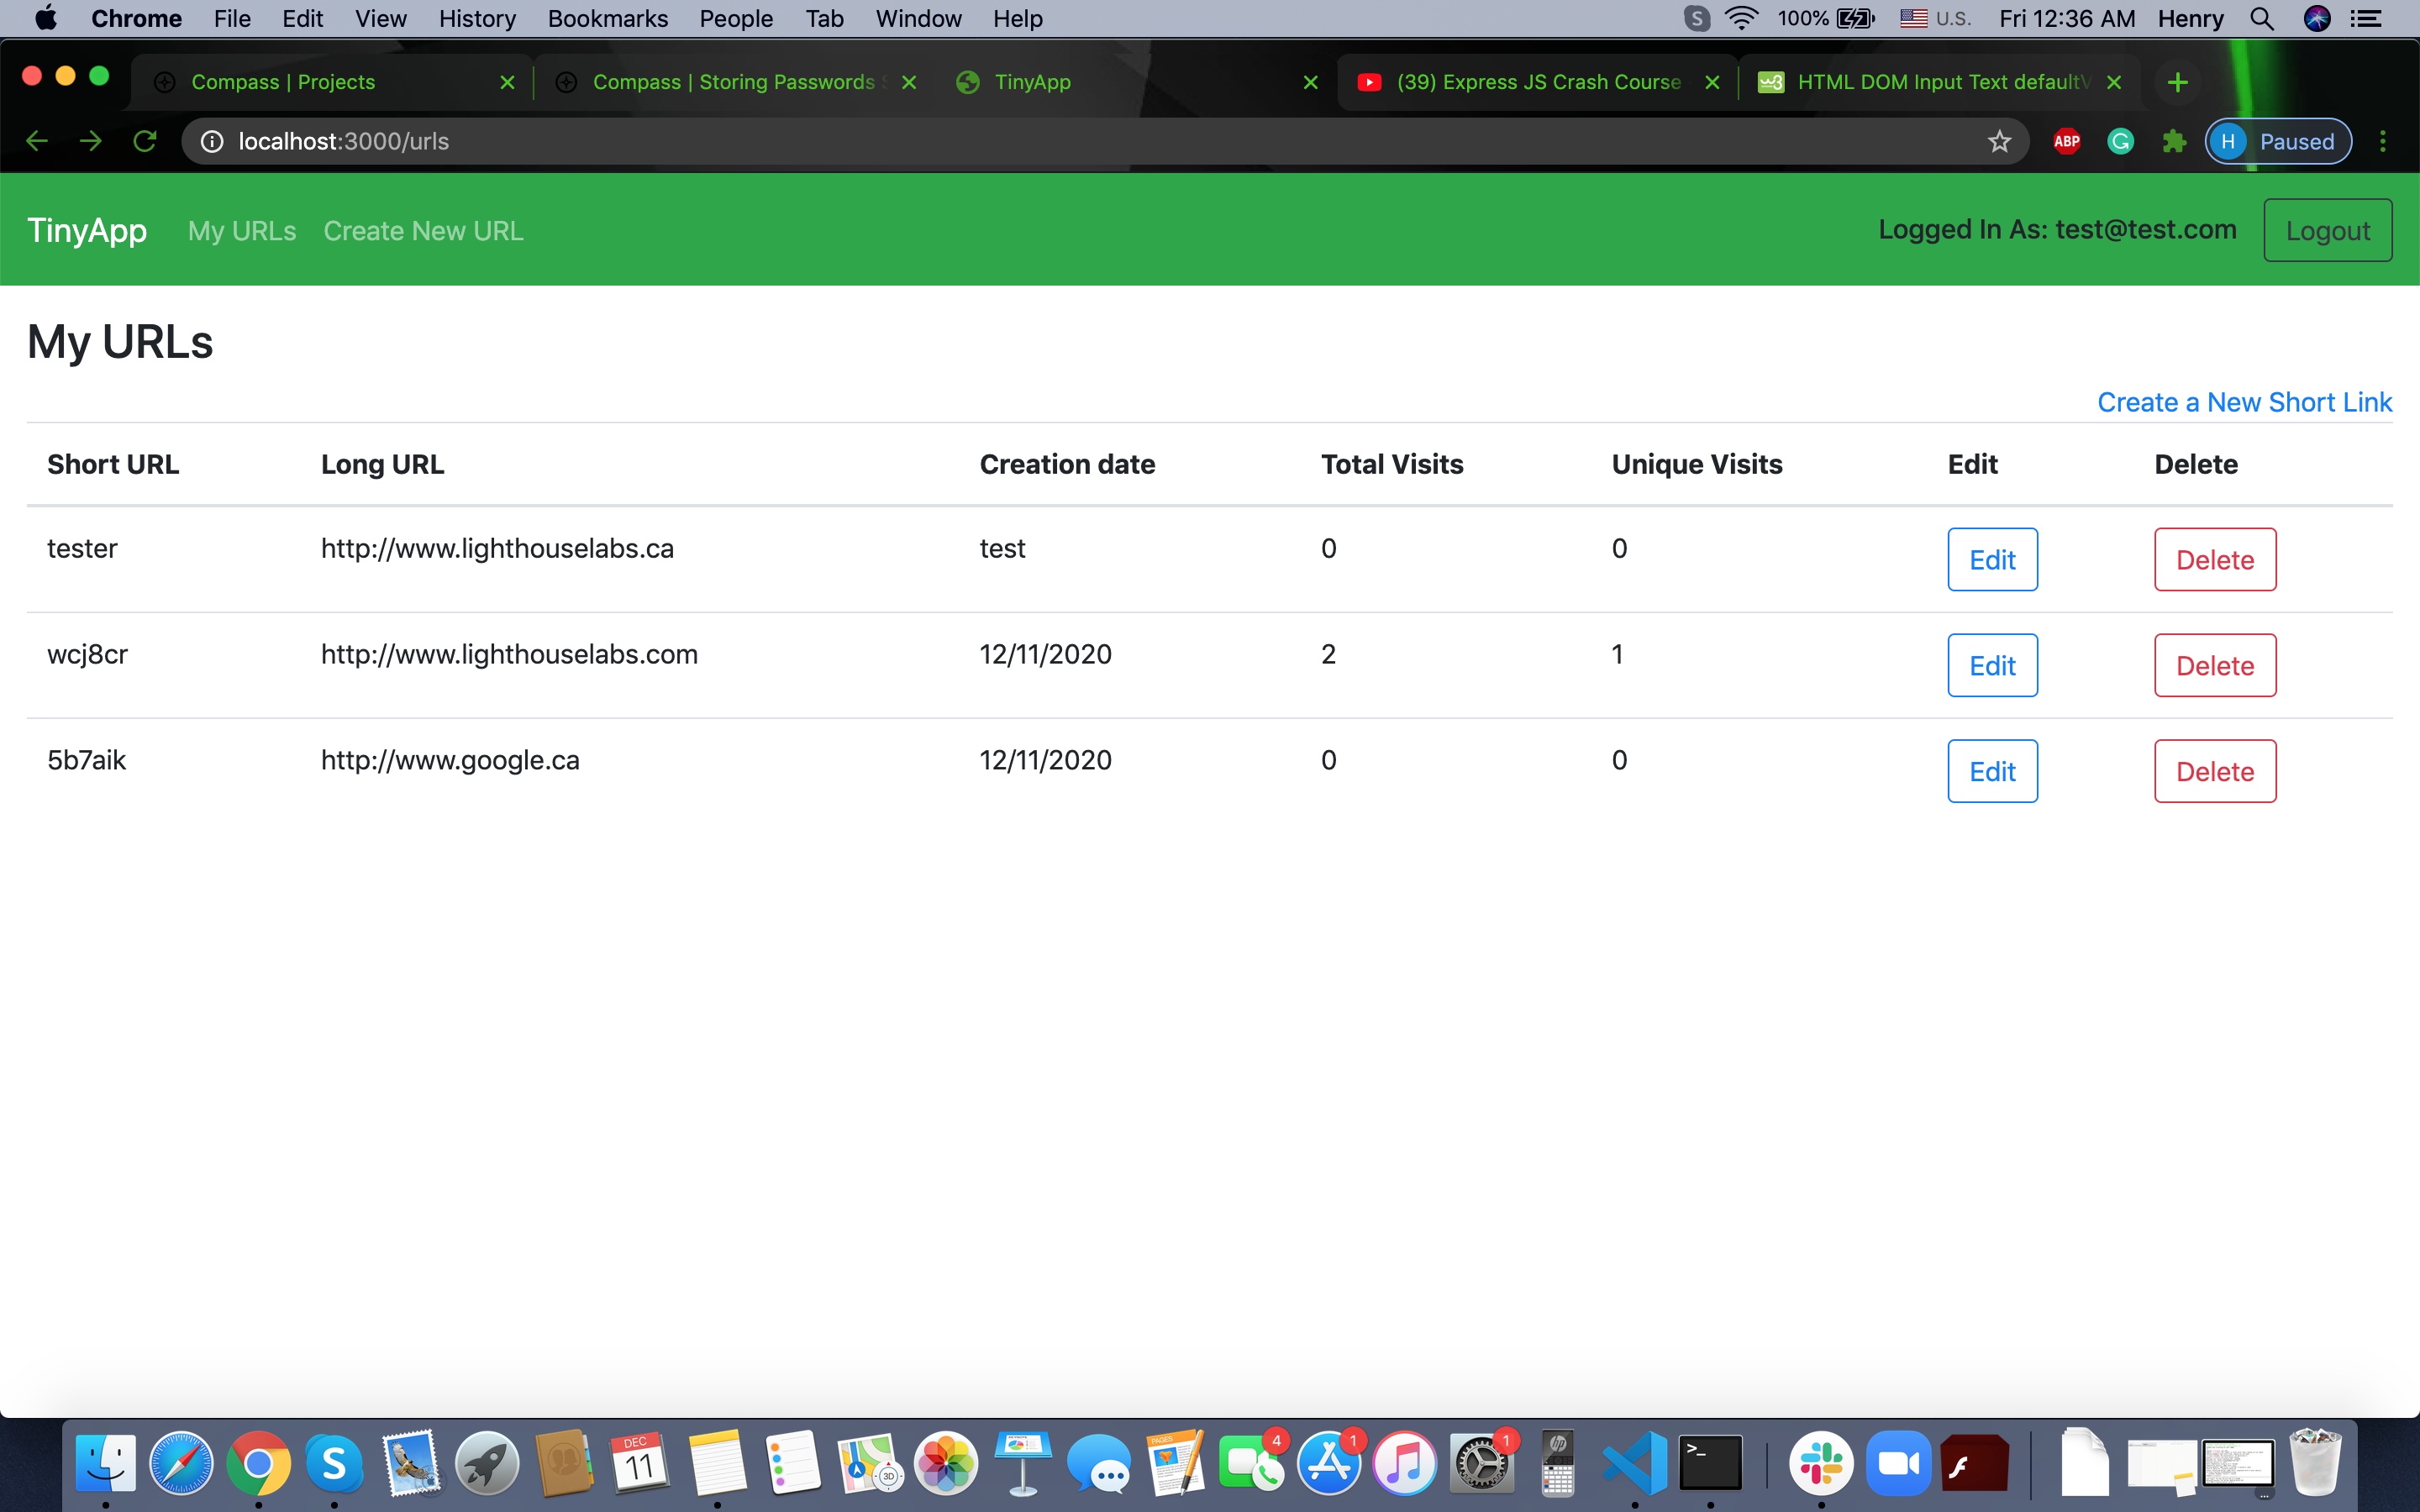 Chrome File Edit View History Bookmarks People Tab Window Help S 100% U.S. Fri 12:36 AM Henry
Compass | Projects Compass | Storing Passwords TinyApp (39) Express JS Crash Course HTML DOM Input Text default
localhost:3000/urls ABP G H Paused
TinyApp My URLs Create New URL Logged In As: test@test.com Logout
My URLs
Create a New Short Link
Short URL Long URL Creation date Total Visits Unique Visits Edit Delete
tester http://www.lighthouselabs.ca test 0 0 Edit Delete
wcj8cr http://www.lighthouselabs.com 12/11/2020 2 1 Edit Delete
5b7aik http://www.google.ca 12/11/2020 0 0 Edit Delete
DEC PAGES 4 1 1
S 11 3D hp >_